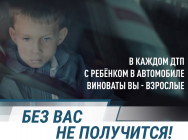 В КАЖДОМ ДТП
С РЕБЁНКОМ В АВТОМОБИЛЕ
ВИНОВАТЫ ВЫ - ВЗРОСЛЫЕ
БЕЗ ВАС
НЕ ПОЛУЧИТСЯ!